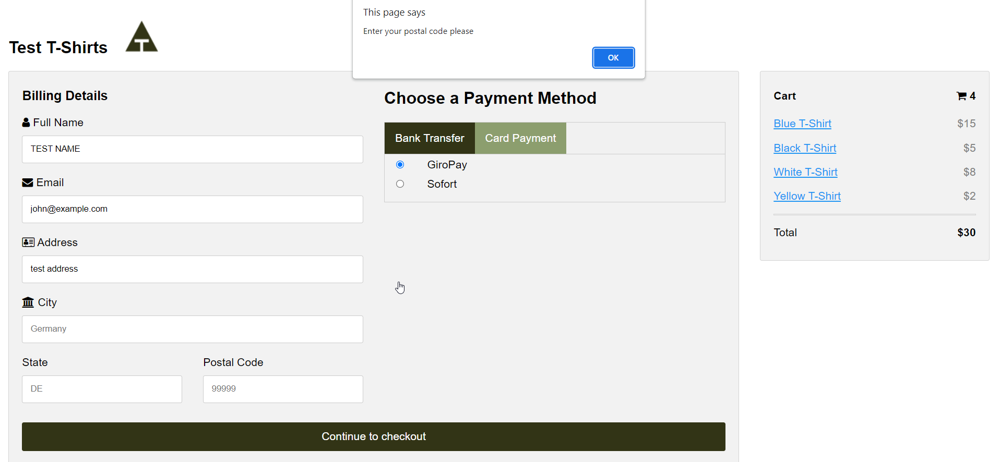 This page says
Enter your postal code please
OK
Test T-Shirts
T
Billing Details
Full Name
TEST NAME
Email
john@example.com
Address
test address
City
Germany
State
Postal Code
DE
99999
Continue to checkout
Choose a Payment Method
Bank Transfer
Card Payment
GiroPay
Sofort
Cart 4
Blue T-Shirt $15
Black T-Shirt $5
White T-Shirt $8
Yellow T-Shirt $2
Total $30